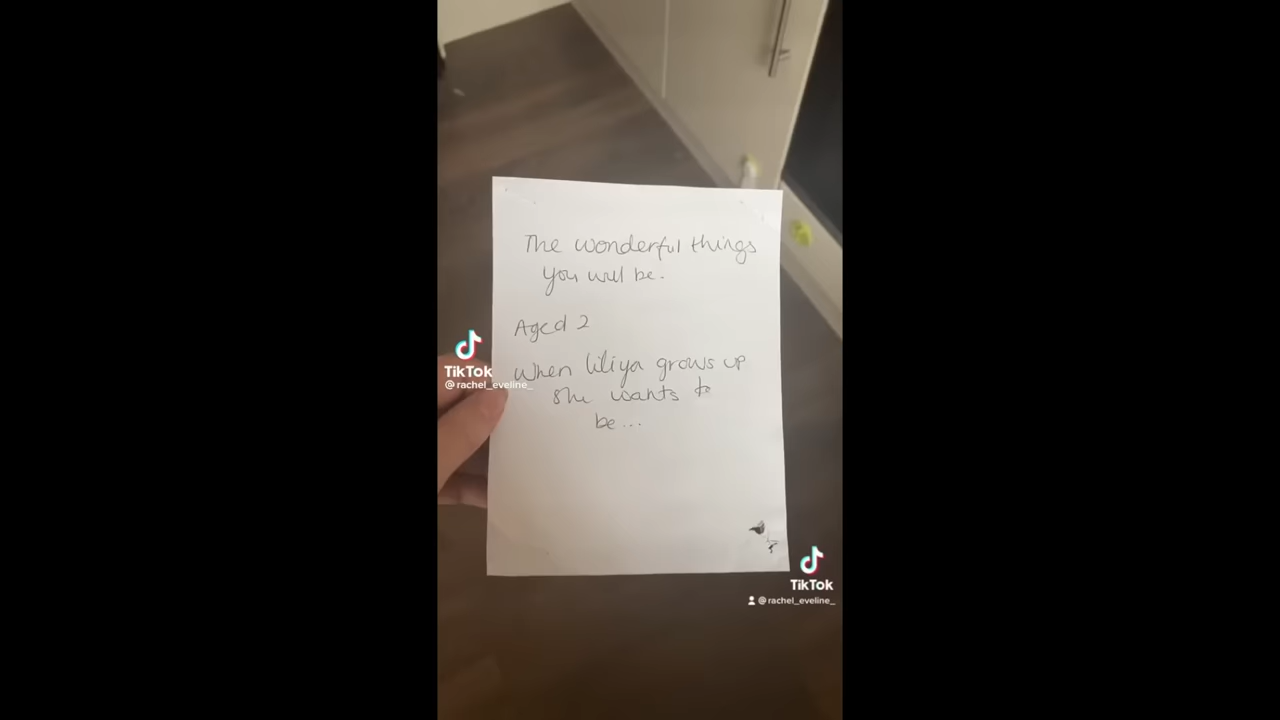 The wonderful things
you will be.
Aged 2
When liliya grows up
she wants to
be...
TikTok
@rachel_eveline_
TikTok
@rachel_eveline_